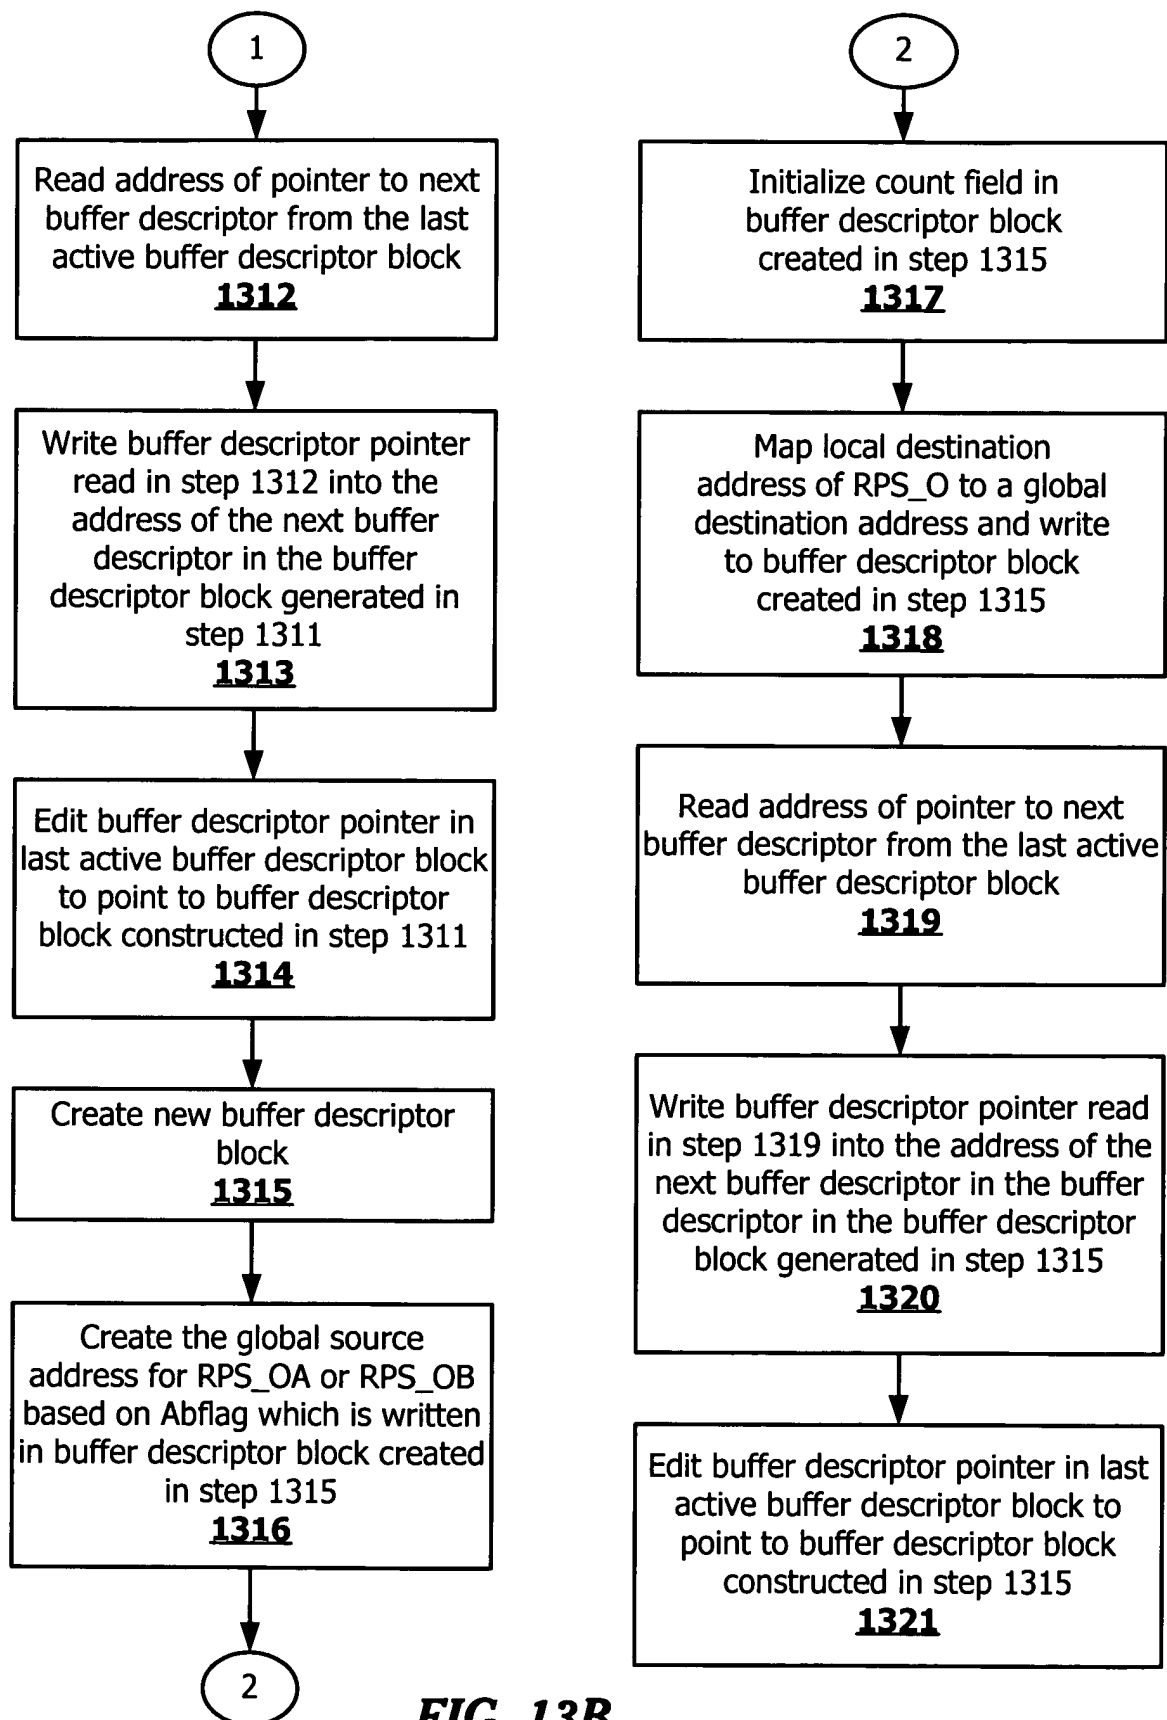 1
Read address of pointer to next
buffer descriptor from the last
active buffer descriptor block
1312
Write buffer descriptor pointer
read in step 1312 into the
address of the next buffer
descriptor in the buffer
descriptor block generated in
step 1311
1313
Edit buffer descriptor pointer in
last active buffer descriptor block
to point to buffer descriptor
block constructed in step 1311
1314
Create new buffer descriptor
block
1315
Create the global source
address for RPS_OA or RPS_OB
based on Abflag which is written
in buffer descriptor block created
in step 1315
1316
2
2
Initialize count field in
buffer descriptor block
created in step 1315
1317
Map local destination
address of RPS_O to a global
destination address and write
to buffer descriptor block
created in step 1315
1318
Read address of pointer to next
buffer descriptor from the last active
buffer descriptor block
1319
Write buffer descriptor pointer read
in step 1319 into the address of the
next buffer descriptor in the buffer
descriptor in the buffer descriptor
block generated in step 1315
1320
Edit buffer descriptor pointer in last
active buffer descriptor block to
point to buffer descriptor block
constructed in step 1315
1321
FIG. 13B